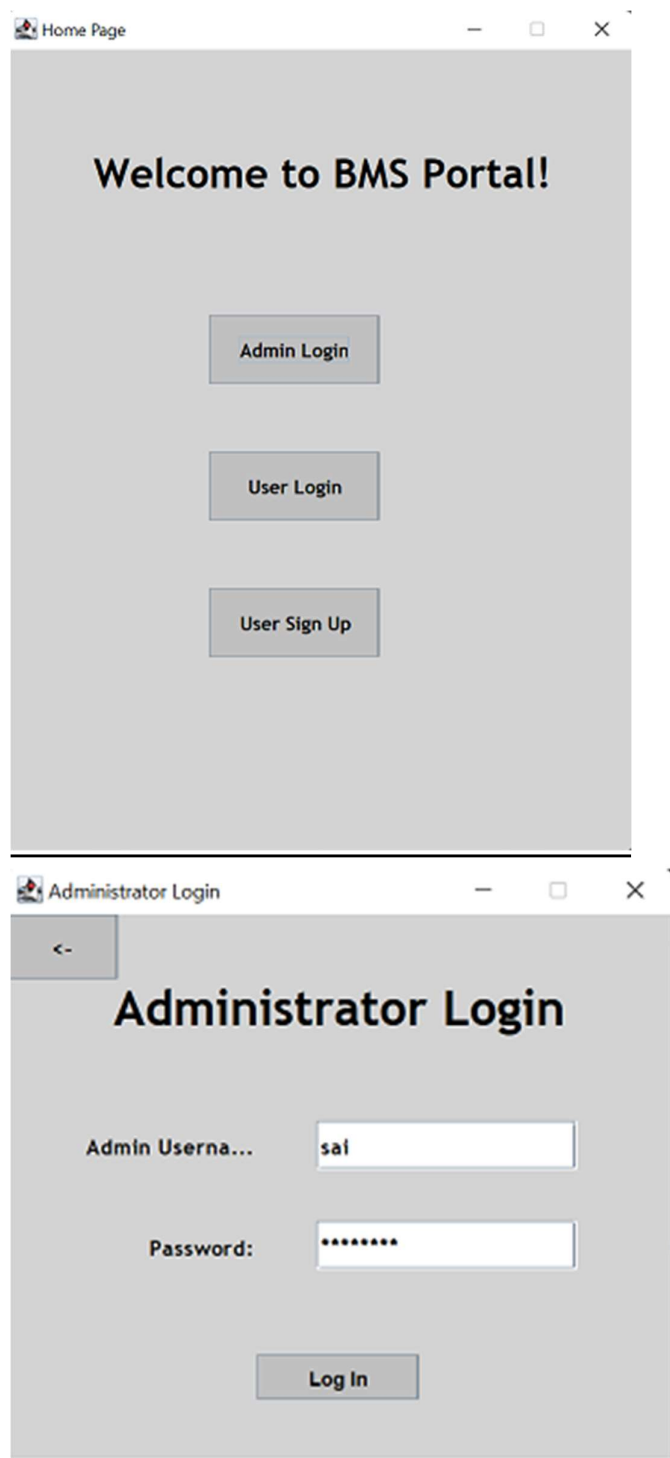 Home Page
Welcome to BMS Portal!
Admin Login
User Login
User Sign Up
Administrator Login
<-
Administrator Login
Admin Userna... sai
Password: ********
Log In